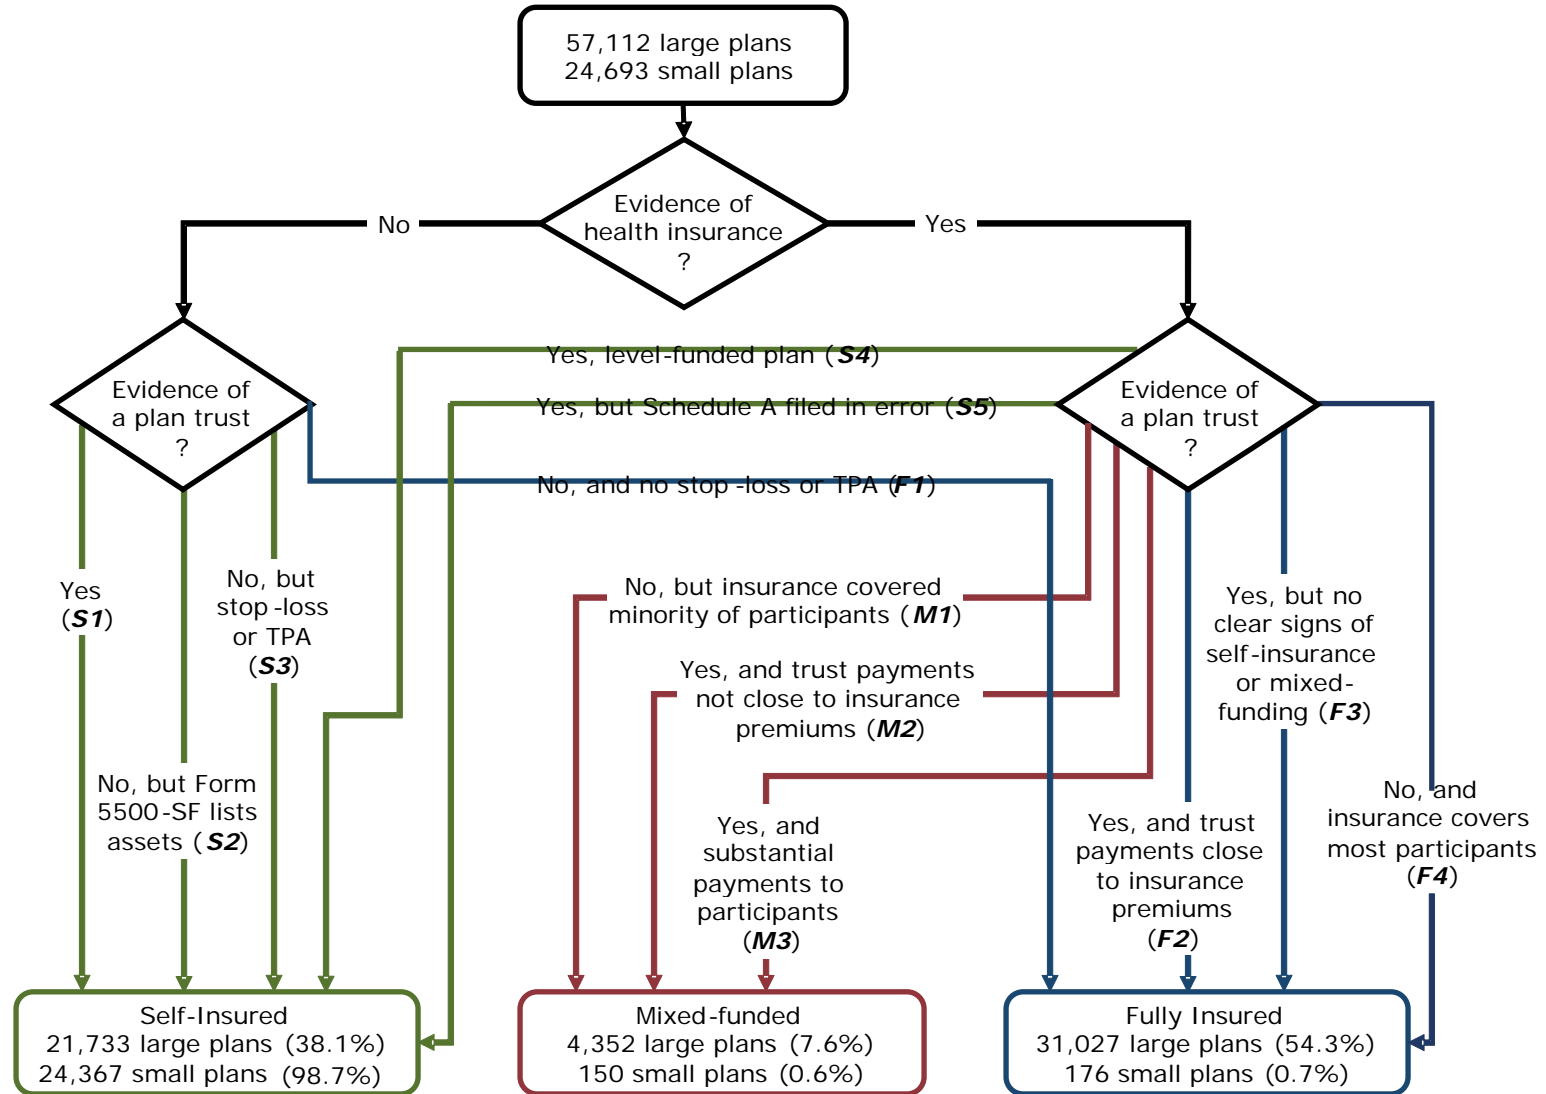 57,112 large plans
24,693 small plans
Evidence of
health insurance
?
No
Yes
Evidence of
a plan trust
?
Evidence of
a plan trust
?
Yes, level-funded plan (S4)
Yes, but Schedule A filed in error (S5)
No, and no stop-loss or TPA (F1)
Yes
(S1)
No, but
stop-loss
or TPA
(S3)
No, but Form
5500-SF lists
assets (S2)
No, but insurance covered
minority of participants (M1)
Yes, and trust payments
not close to insurance
premiums (M2)
Yes, and
substantial
payments to
participants
(M3)
Yes, but no
clear signs of
self-insurance
or mixed-
funding (F3)
Yes, and trust
payments close
to insurance
premiums
(F2)
No, and
insurance covers
most participants
(F4)
Self-Insured
21,733 large plans (38.1%)
24,367 small plans (98.7%)
Mixed-funded
4,352 large plans (7.6%)
150 small plans (0.6%)
Fully Insured
31,027 large plans (54.3%)
176 small plans (0.7%)